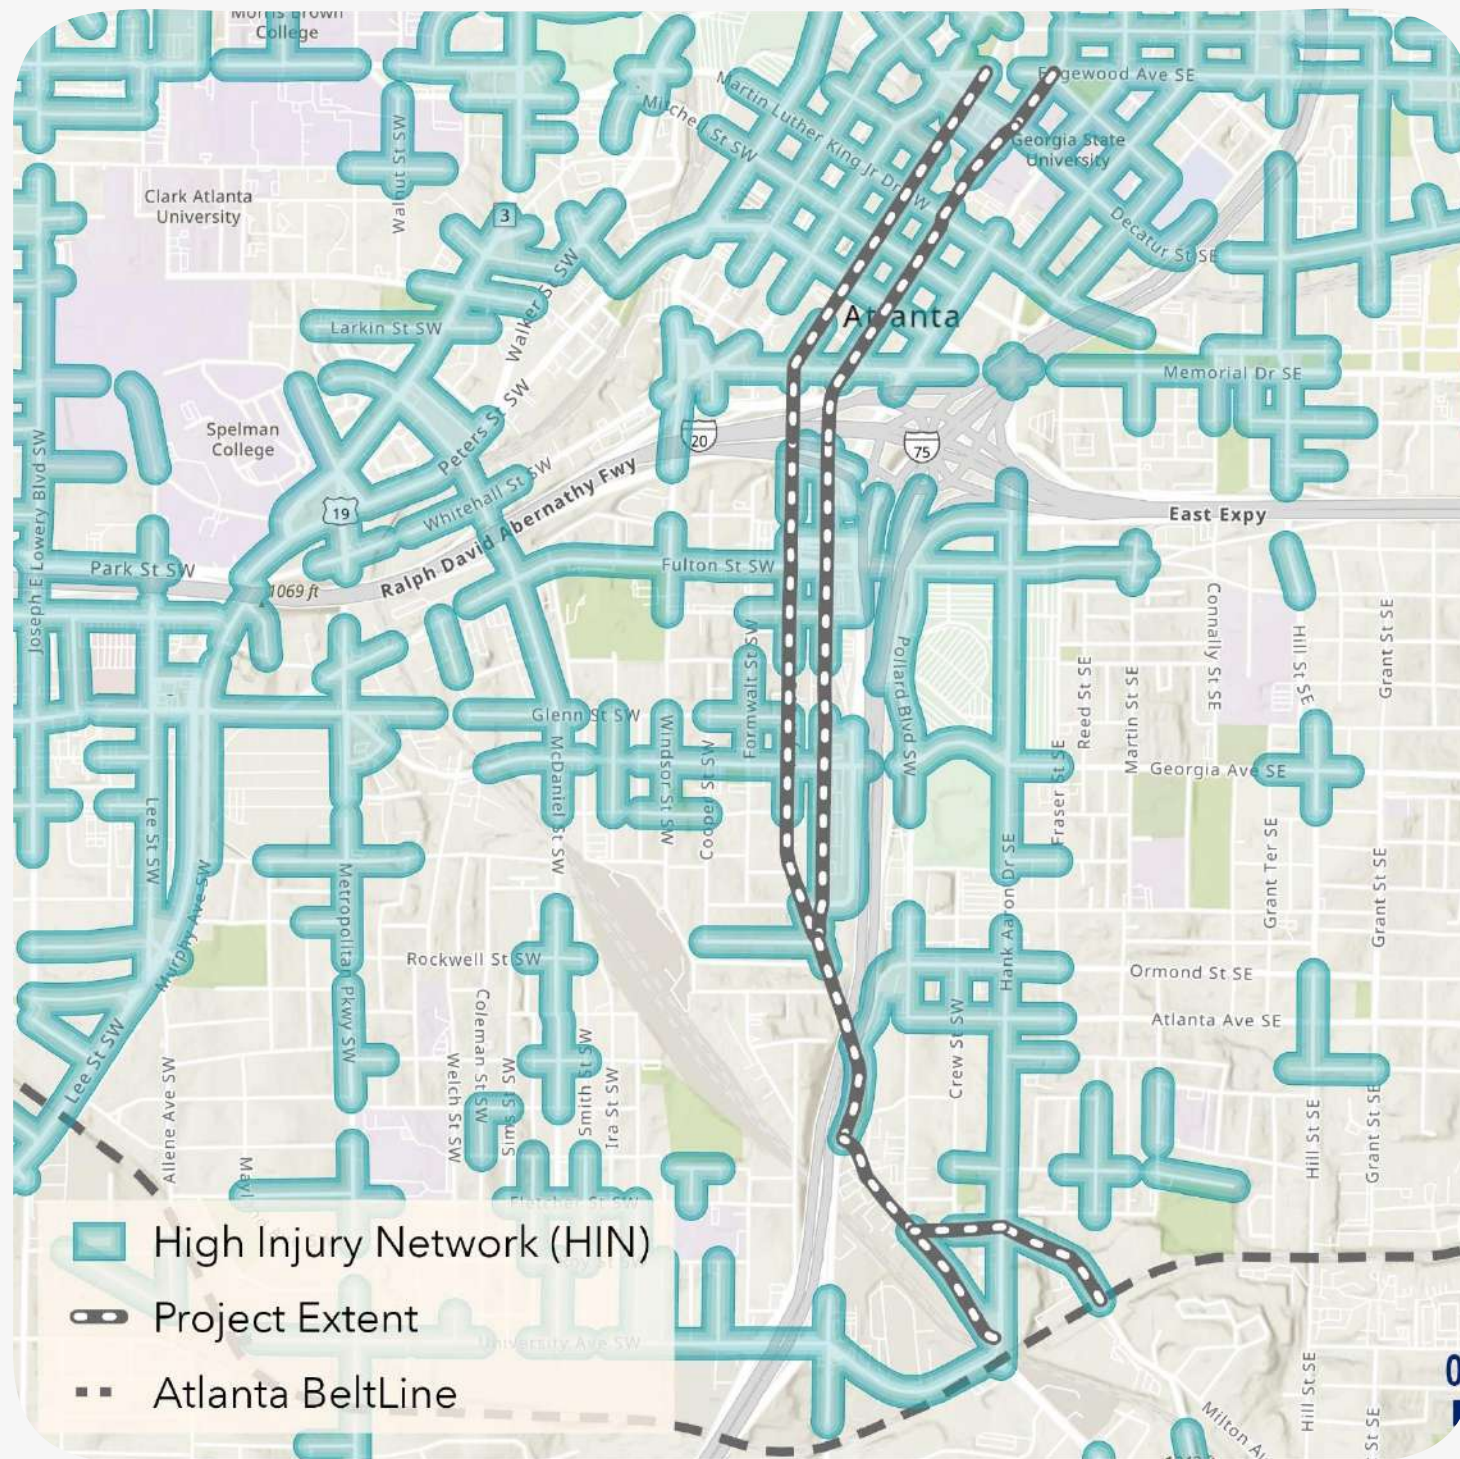 Morris Brown
College
Edgewood Ave SE
Martin Luther King Jr Dr SW
Mitchell St SW
Georgia State
University
Walnut St SW
Clark Atlanta
University
3
Decatur St SE
Walker St SW
Larkin St SW
Atlanta
Memorial Dr SE
Peters St SW
Spelman
College
20
75
Whitehall St SW
19
Ralph David Abernathy Fwy
East Expy
Joseph E Lowery Blvd SW
Park St SW
1069 ft
Fulton St SW
Connally St SE
Hill St SE
Grant St SE
Pollard Blvd SW
Formwalt St SW
Reed St SE
Martin St SE
Glenn St SW
Windsor St SW
McDaniel St SW
Cooper St SW
Fraser St SE
Georgia Ave SE
Lee St SW
Metropolitan Pkwy SW
Murphy Ave SW
Hank Aaron Dr SE
Grant Ter SE
Grant St SE
Rockwell St SW
Ormond St SE
Coleman St SW
Crew St SW
Atlanta Ave SE
Lee St SW
Welch St SW
Sims St SW
Smith St SW
Ira St SW
Allene Ave SW
Hill St SE
Grant St SE
Fletcher St SW
High Injury Network (HIN)
Project Extent
University Ave SW
Atlanta BeltLine
Hill St SE
St SE
0